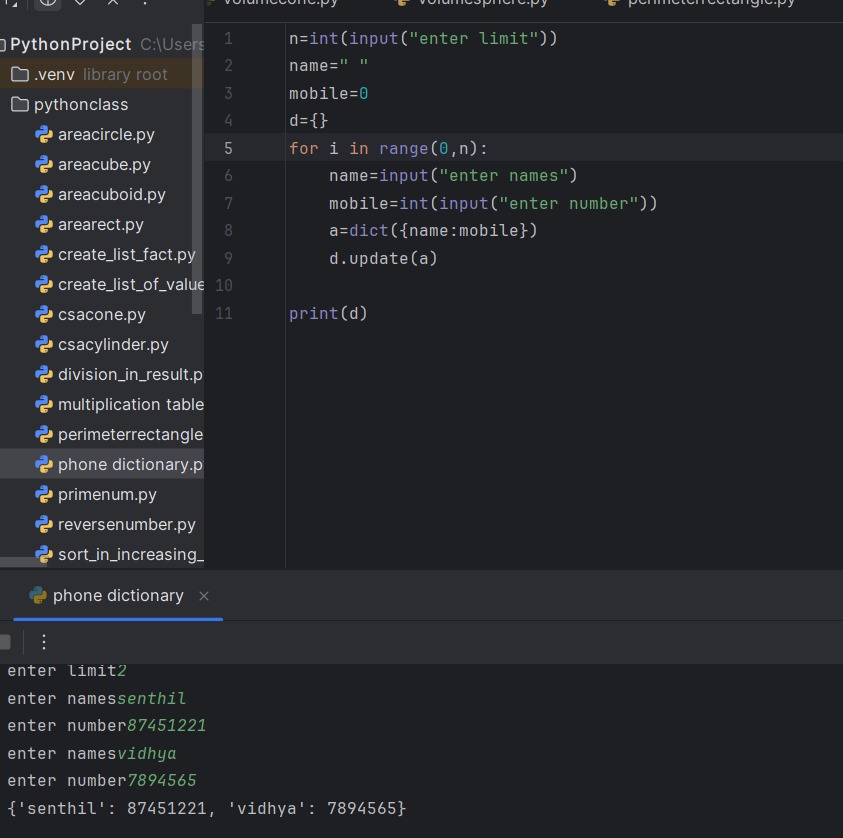 volumecone.py volumesphere.py perimeterrectangle.py
PythonProject C:\Users
.venv library root
pythonclass
areacircle.py
areacube.py
areacuboid.py
arearect.py
create_list_fact.py
create_list_of_value
csacone.py
csacylinder.py
division_in_result.p
multiplication table
perimeterrectangle
phone dictionary.p
primenum.py
reversenumber.py
sort_in_increasing_
1 n=int(input("enter limit"))
2 name=" "
3 mobile=0
4 d={}
5 for i in range(0,n):
6 name=input("enter names")
7 mobile=int(input("enter number"))
8 a=dict({name:mobile})
9 d.update(a)
10
11 print(d)
phone dictionary
enter limit2
enter namessenthil
enter number87451221
enter namesvidhya
enter number7894565
{'senthil': 87451221, 'vidhya': 7894565}